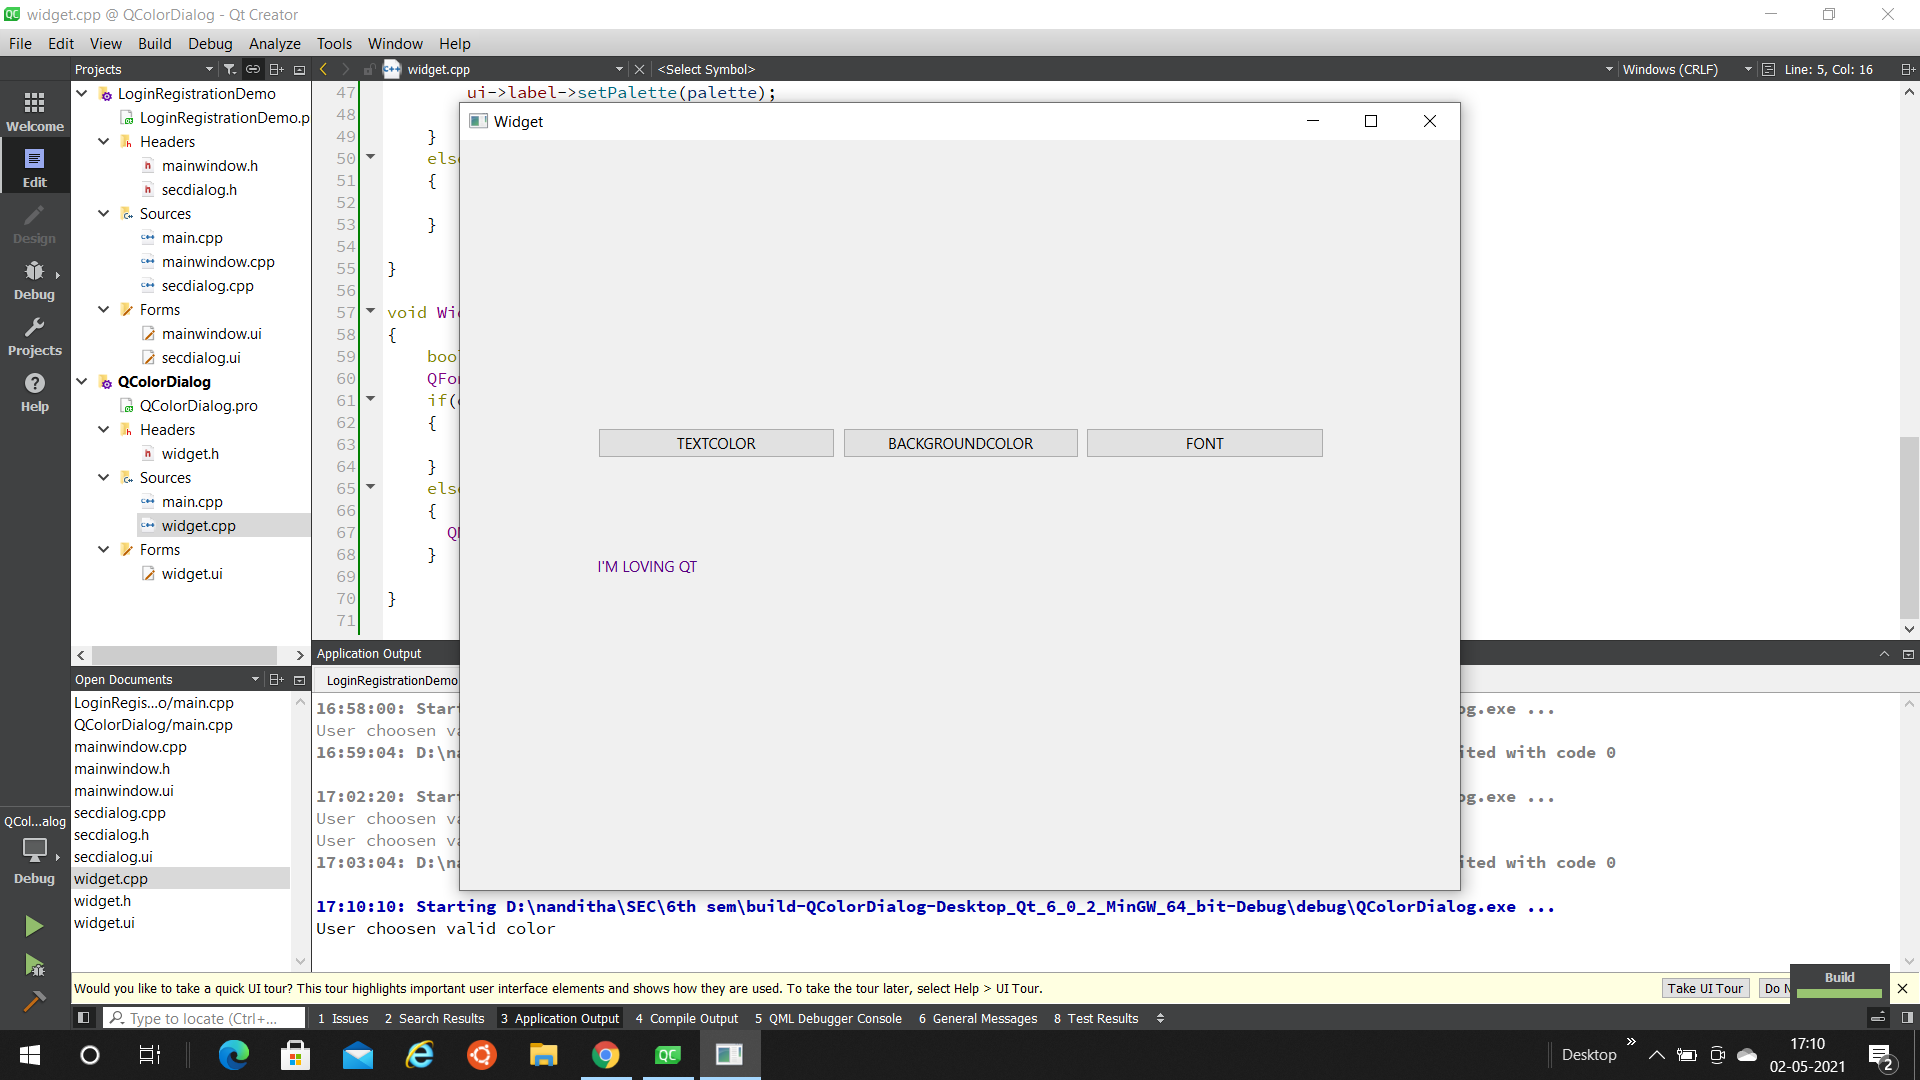 widget.cpp @ QColorDialog - Qt Creator
File Edit View Build Debug Analyze Tools Window Help
Projects
widget.cpp
<Select Symbol>
Windows (CRLF)
Line: 5, Col: 16
Welcome
Edit
Design
Debug
Projects
Help
LoginRegistrationDemo
LoginRegistrationDemo.p
Headers
mainwindow.h
secdialog.h
Sources
main.cpp
mainwindow.cpp
secdialog.cpp
Forms
mainwindow.ui
secdialog.ui
QColorDialog
QColorDialog.pro
Headers
widget.h
Sources
main.cpp
widget.cpp
Forms
widget.ui
47 ui->label->setPalette(palette);
48
49 }
50 else
51 {
52
53 }
54
55 }
56
57 void Wi
58 {
59 bool
60 QFon
61 if(
62 {
63
64 }
65 else
66 {
67 Q
68 }
69
70 }
71
Widget
TEXTCOLOR
BACKGROUNDCOLOR
FONT
I'M LOVING QT
Open Documents
LoginRegis...o/main.cpp
QColorDialog/main.cpp
mainwindow.cpp
mainwindow.h
mainwindow.ui
secdialog.cpp
secdialog.h
secdialog.ui
widget.cpp
widget.h
widget.ui
QCol...alog
Debug
Application Output
LoginRegistrationDemo
16:58:00: Star og.exe ...
User choosen va
16:59:04: D:\na ited with code 0
17:02:20: Star og.exe ...
User choosen va
User choosen va
17:03:04: D:\na ited with code 0
17:10:10: Starting D:\nanditha\SEC\6th sem\build-QColorDialog-Desktop_Qt_6_0_2_MinGW_64_bit-Debug\debug\QColorDialog.exe ...
User choosen valid color
Would you like to take a quick UI tour? This tour highlights important user interface elements and shows how they are used. To take the tour later, select Help > UI Tour.
Take UI Tour
Do N
Build
Type to locate (Ctrl+...
1 Issues 2 Search Results 3 Application Output 4 Compile Output 5 QML Debugger Console 6 General Messages 8 Test Results
Desktop
17:10
02-05-2021
2